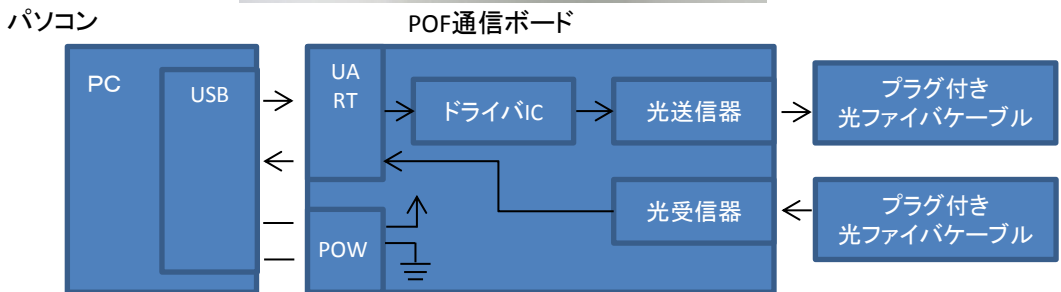 パソコン
POF通信ボード
PC
USB
UA
RT
ドライバIC
光送信器
プラグ付き
光ファイバケーブル
POW
光受信器
プラグ付き
光ファイバケーブル